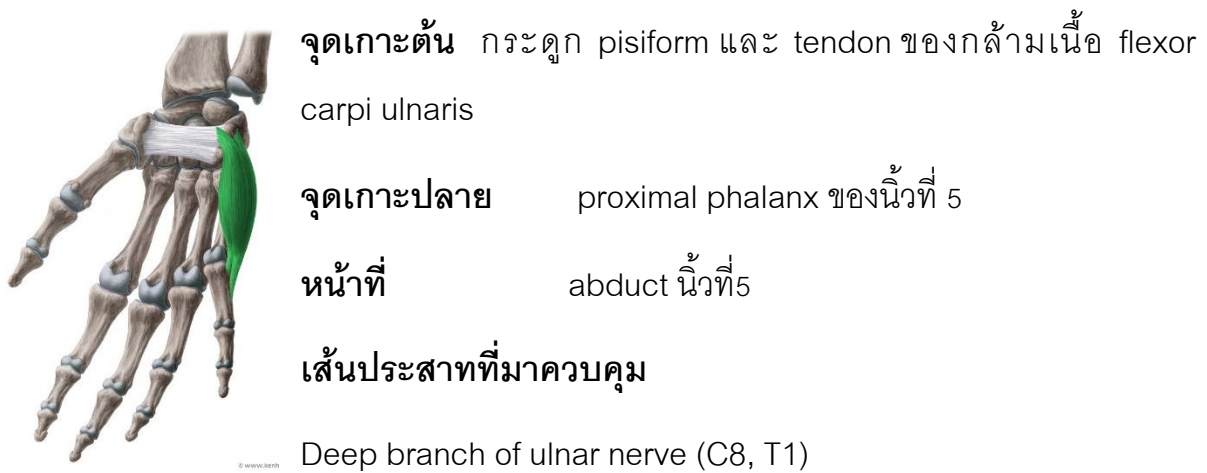 จุดเกาะต้น กระดูก pisiform และ tendon ของกล้ามเนื้อ flexor
carpi ulnaris
จุดเกาะปลาย proximal phalanx ของนิ้วที่ 5
หน้าที่ abduct นิ้วที่5
เส้นประสาทที่มาควบคุม
Deep branch of ulnar nerve (C8, T1)
© www.kenh